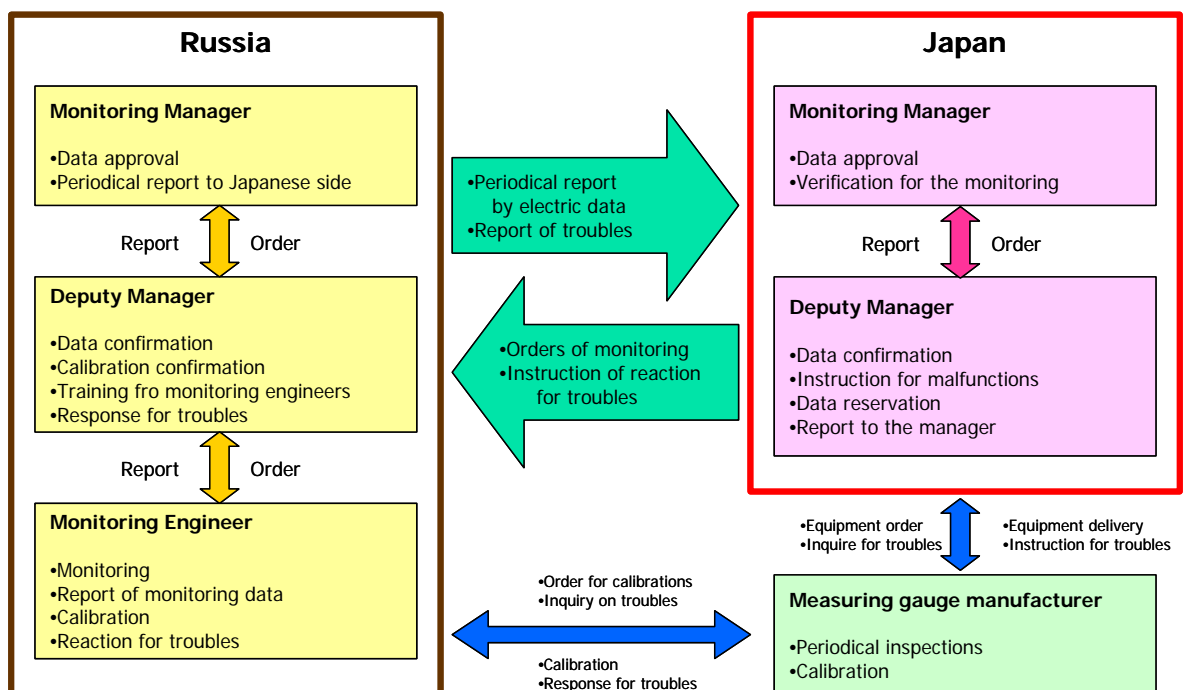 Russia
Monitoring Manager
•Data approval
•Periodical report to Japanese side
Report Order
Deputy Manager
•Data confirmation
•Calibration confirmation
•Training fro monitoring engineers
•Response for troubles
Report Order
Monitoring Engineer
•Monitoring
•Report of monitoring data
•Calibration
•Reaction for troubles
•Periodical report
by electric data
•Report of troubles
•Orders of monitoring
•Instruction of reaction
for troubles
Japan
Monitoring Manager
•Data approval
•Verification for the monitoring
Report Order
Deputy Manager
•Data confirmation
•Instruction for malfunctions
•Data reservation
•Report to the manager
•Equipment order
•Inquire for troubles
•Equipment delivery
•Instruction for troubles
•Order for calibrations
•Inquiry on troubles
•Calibration
•Response for troubles
Measuring gauge manufacturer
•Periodical inspections
•Calibration